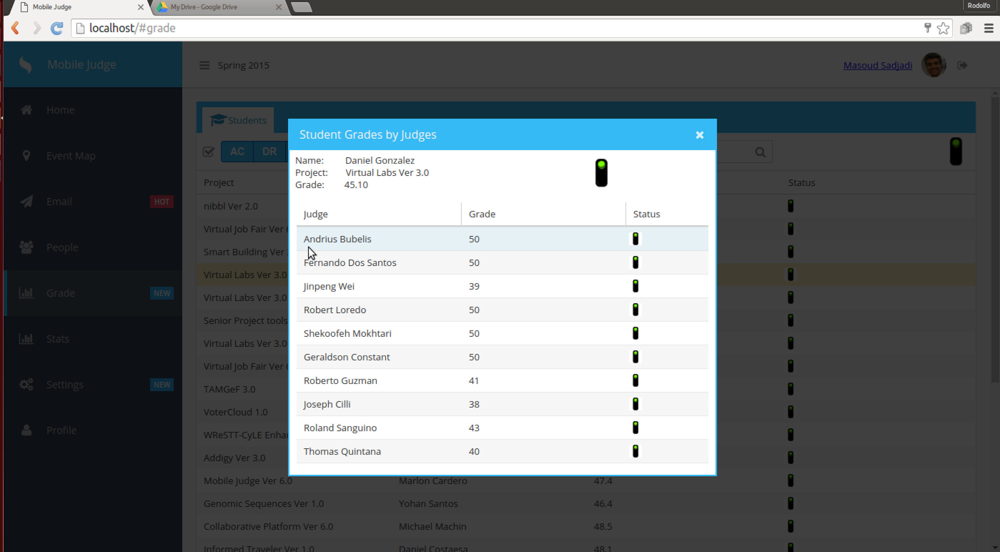 Mobile Judge
My Drive - Google Drive
Rodolfo
localhost/#grade
Mobile Judge
Spring 2015
Masoud Sadjadi
Home
Event Map
Email HOT
People
Grade NEW
Stats
Settings NEW
Profile
Students
AC DR
Project Status
nibbl Ver 2.0
Virtual Job Fair Ver
Smart Building Ver
Virtual Labs Ver 3.0
Virtual Labs Ver 3.0
Senior Project tools
Virtual Labs Ver 3.0
Virtual Job Fair Ver
TAMGeF 3.0
VoterCloud 1.0
WReSTT-CyLE
Addigy Ver 3.0
Mobile Judge Ver 6.0 Marlon Cardero 47.4
Genomic Sequences Ver 1.0 Yohan Santos 46.4
Collaborative Platform Ver 6.0 Michael Machin 48.5
Informed Traveler Ver 1.0 Daniel Costaesa 48.1
Student Grades by Judges
Name: Daniel Gonzalez
Project: Virtual Labs Ver 3.0
Grade: 45.10
Judge Grade Status
Andrius Bubelis 50
Fernando Dos Santos 50
Jinpeng Wei 39
Robert Loredo 50
Shekoofeh Mokhtari 50
Geraldson Constant 50
Roberto Guzman 41
Joseph Cilli 38
Roland Sanguino 43
Thomas Quintana 40